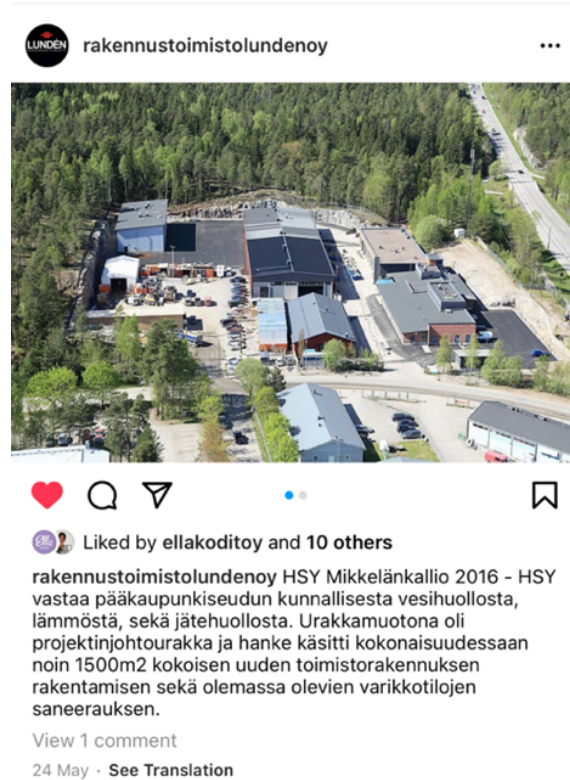 LUNDÉN
rakennustoimistolundenoy
Liked by ellakoditoy and 10 others
rakennustoimistolundenoy HSY Mikkelänkallio 2016 - HSY
vastaa pääkaupunkiseudun kunnallisesta vesihuollosta,
lämmöstä, sekä jätehuollosta. Urakkamuotona oli
projektinjohtourakka ja hanke käsitti kokonaisuudessaan
noin 1500m2 kokoisen uuden toimistorakennuksen
rakentamisen sekä olemassa olevien varikkotilojen
saneerauksen.
View 1 comment
24 May · See Translation